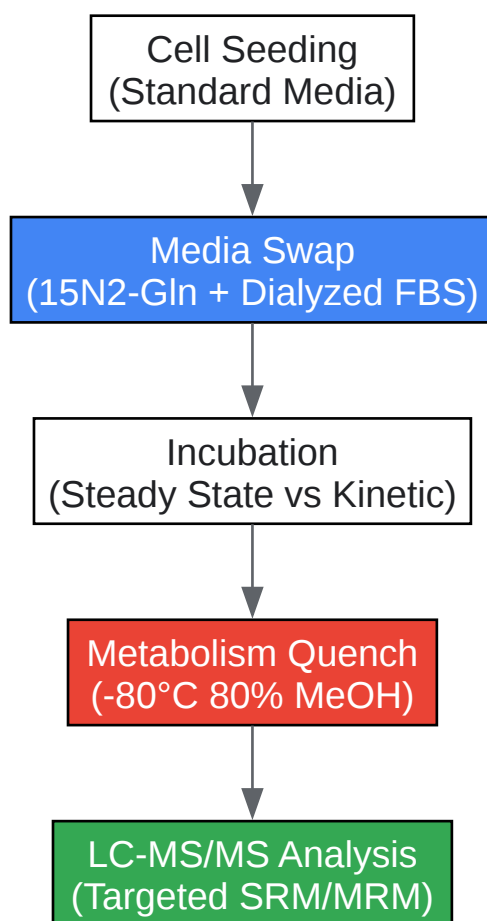 Cell Seeding
(Standard Media)
Media Swap
(15N2-Gln + Dialyzed FBS)
Incubation
(Steady State vs Kinetic)
Metabolism Quench
(-80°C 80% MeOH)
LC-MS/MS Analysis
(Targeted SRM/MRM)